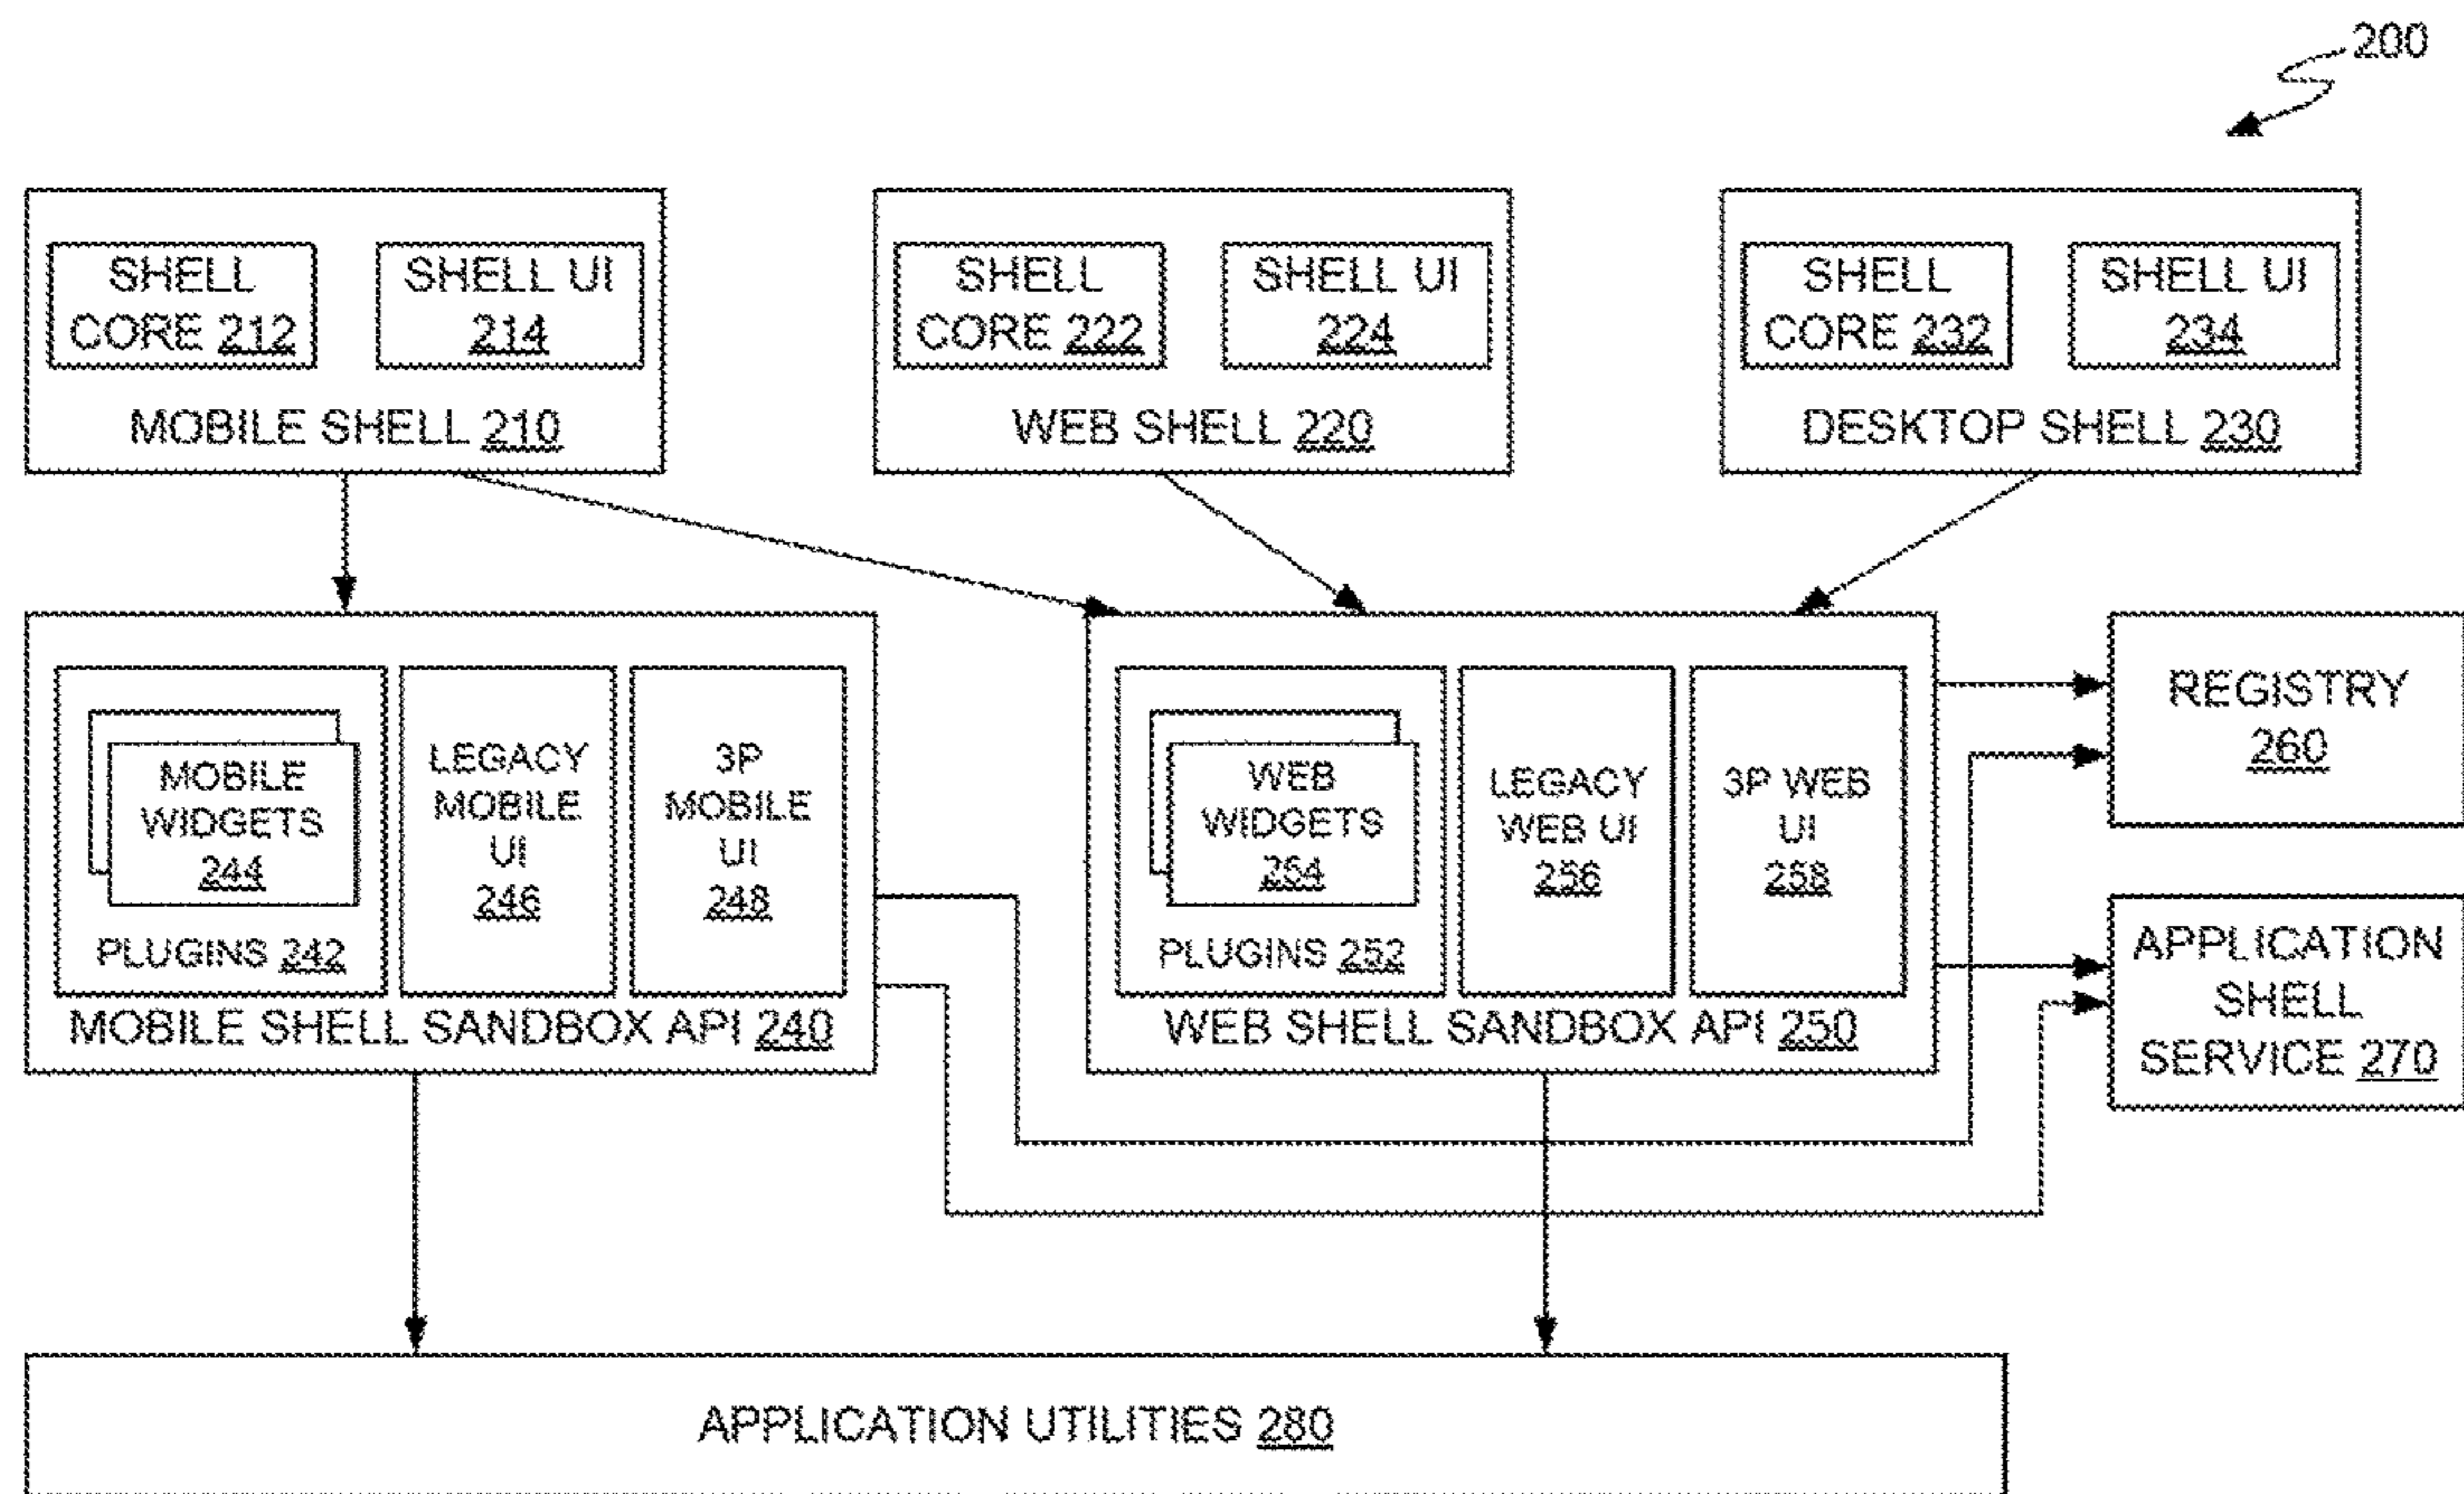 200
SHELL
CORE 212
SHELL UI
214
MOBILE SHELL 210
SHELL
CORE 222
SHELL UI
224
WEB SHELL 220
SHELL
CORE 232
SHELL UI
234
DESKTOP SHELL 230
MOBILE
WIDGETS
244
PLUGINS 242
LEGACY
MOBILE
UI
246
3P
MOBILE
UI
248
MOBILE SHELL SANDBOX API 240
WEB
WIDGETS
254
PLUGINS 252
LEGACY
WEB UI
256
3P WEB
UI
258
WEB SHELL SANDBOX API 250
REGISTRY
260
APPLICATION
SHELL
SERVICE 270
APPLICATION UTILITIES 280